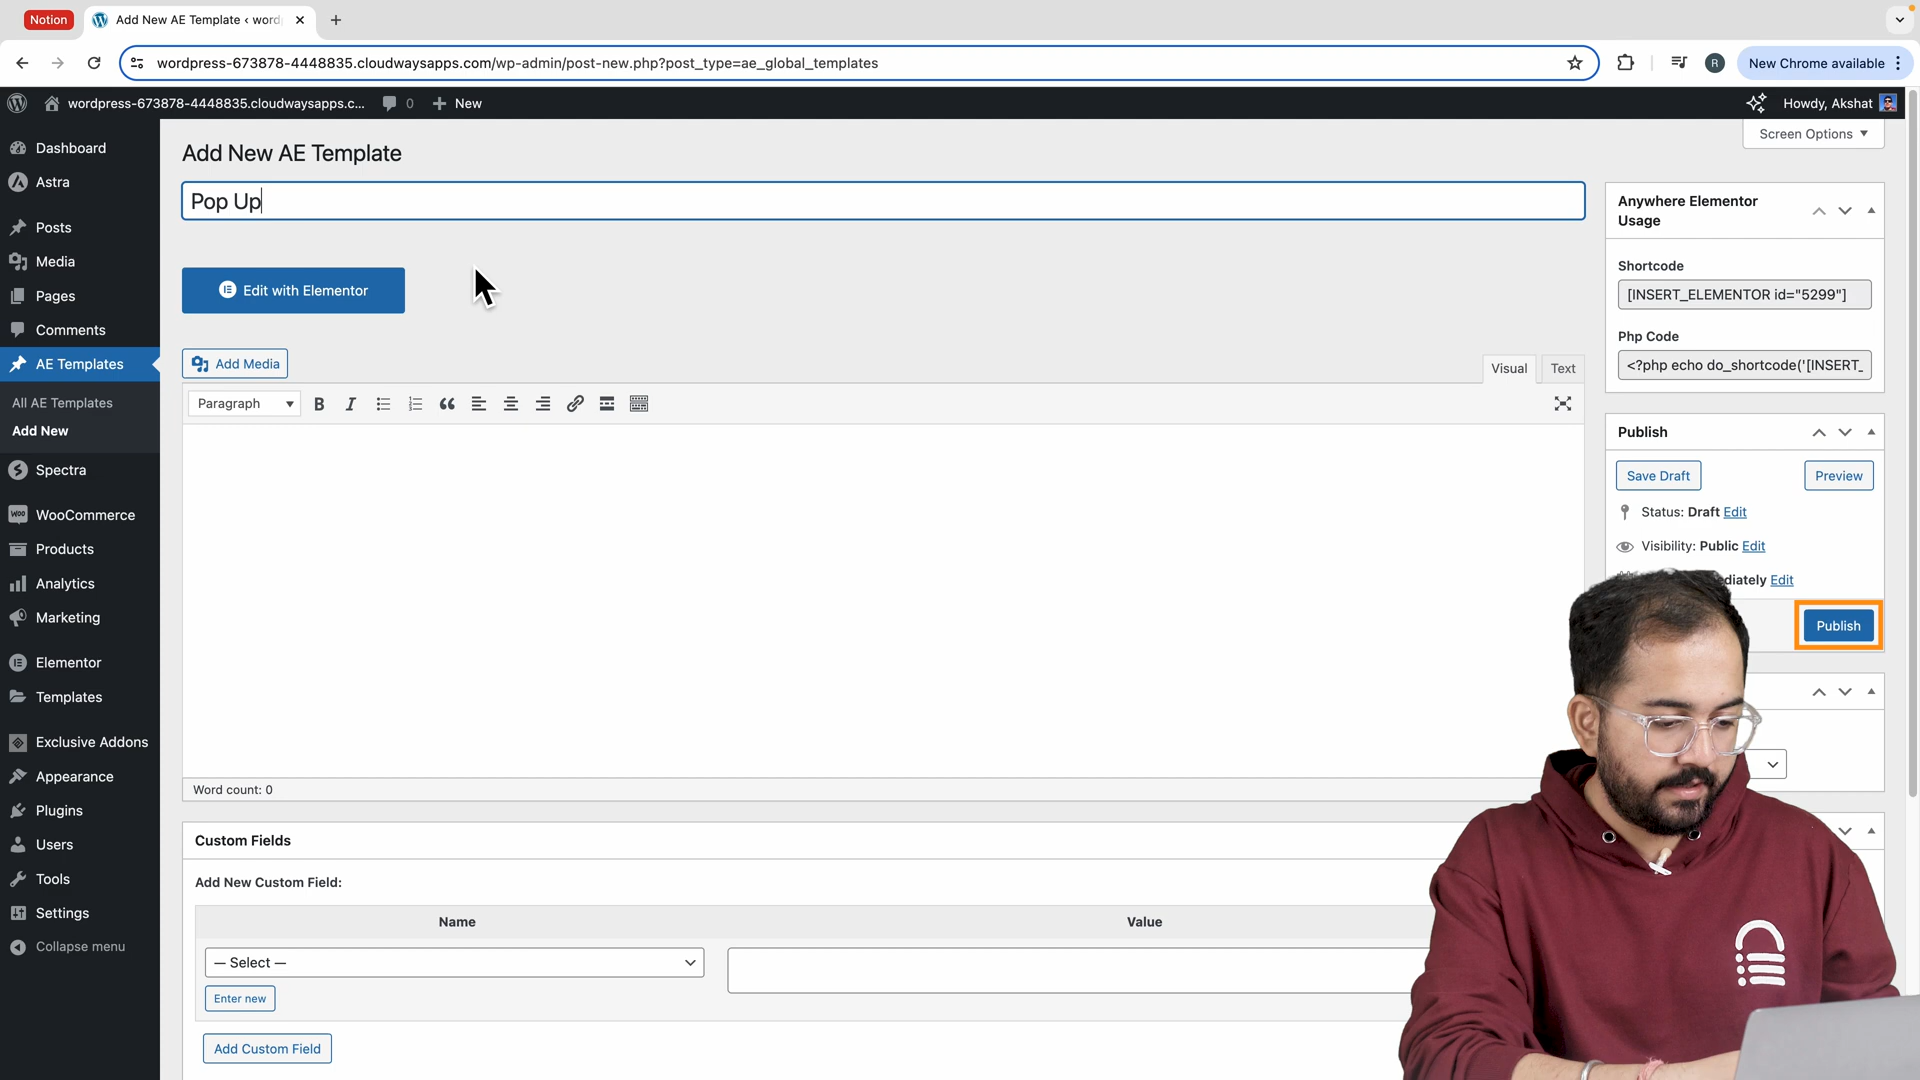 Notion
Add New AE Template ‹ word
wordpress-673878-4448835.cloudwaysapps.com/wp-admin/post-new.php?post_type=ae_global_templates
R
New Chrome available
wordpress-673878-4448835.cloudwaysapps.c...
0
New
Howdy, Akshat
Screen Options
Dashboard
Astra
Posts
Media
Pages
Comments
AE Templates
All AE Templates
Add New
Spectra
WooCommerce
Products
Analytics
Marketing
Elementor
Templates
Exclusive Addons
Appearance
Plugins
Users
Tools
Settings
Collapse menu
Add New AE Template
Pop Up
Edit with Elementor
Add Media
Visual
Text
Paragraph
Word count: 0
Custom Fields
Add New Custom Field:
Name
Value
— Select —
Enter new
Add Custom Field
Anywhere Elementor
Usage
Shortcode
[INSERT_ELEMENTOR id="5299"]
Php Code
<?php echo do_shortcode('[INSERT_
Publish
Save Draft
Preview
Status: Draft Edit
Visibility: Public Edit
diately Edit
Publish